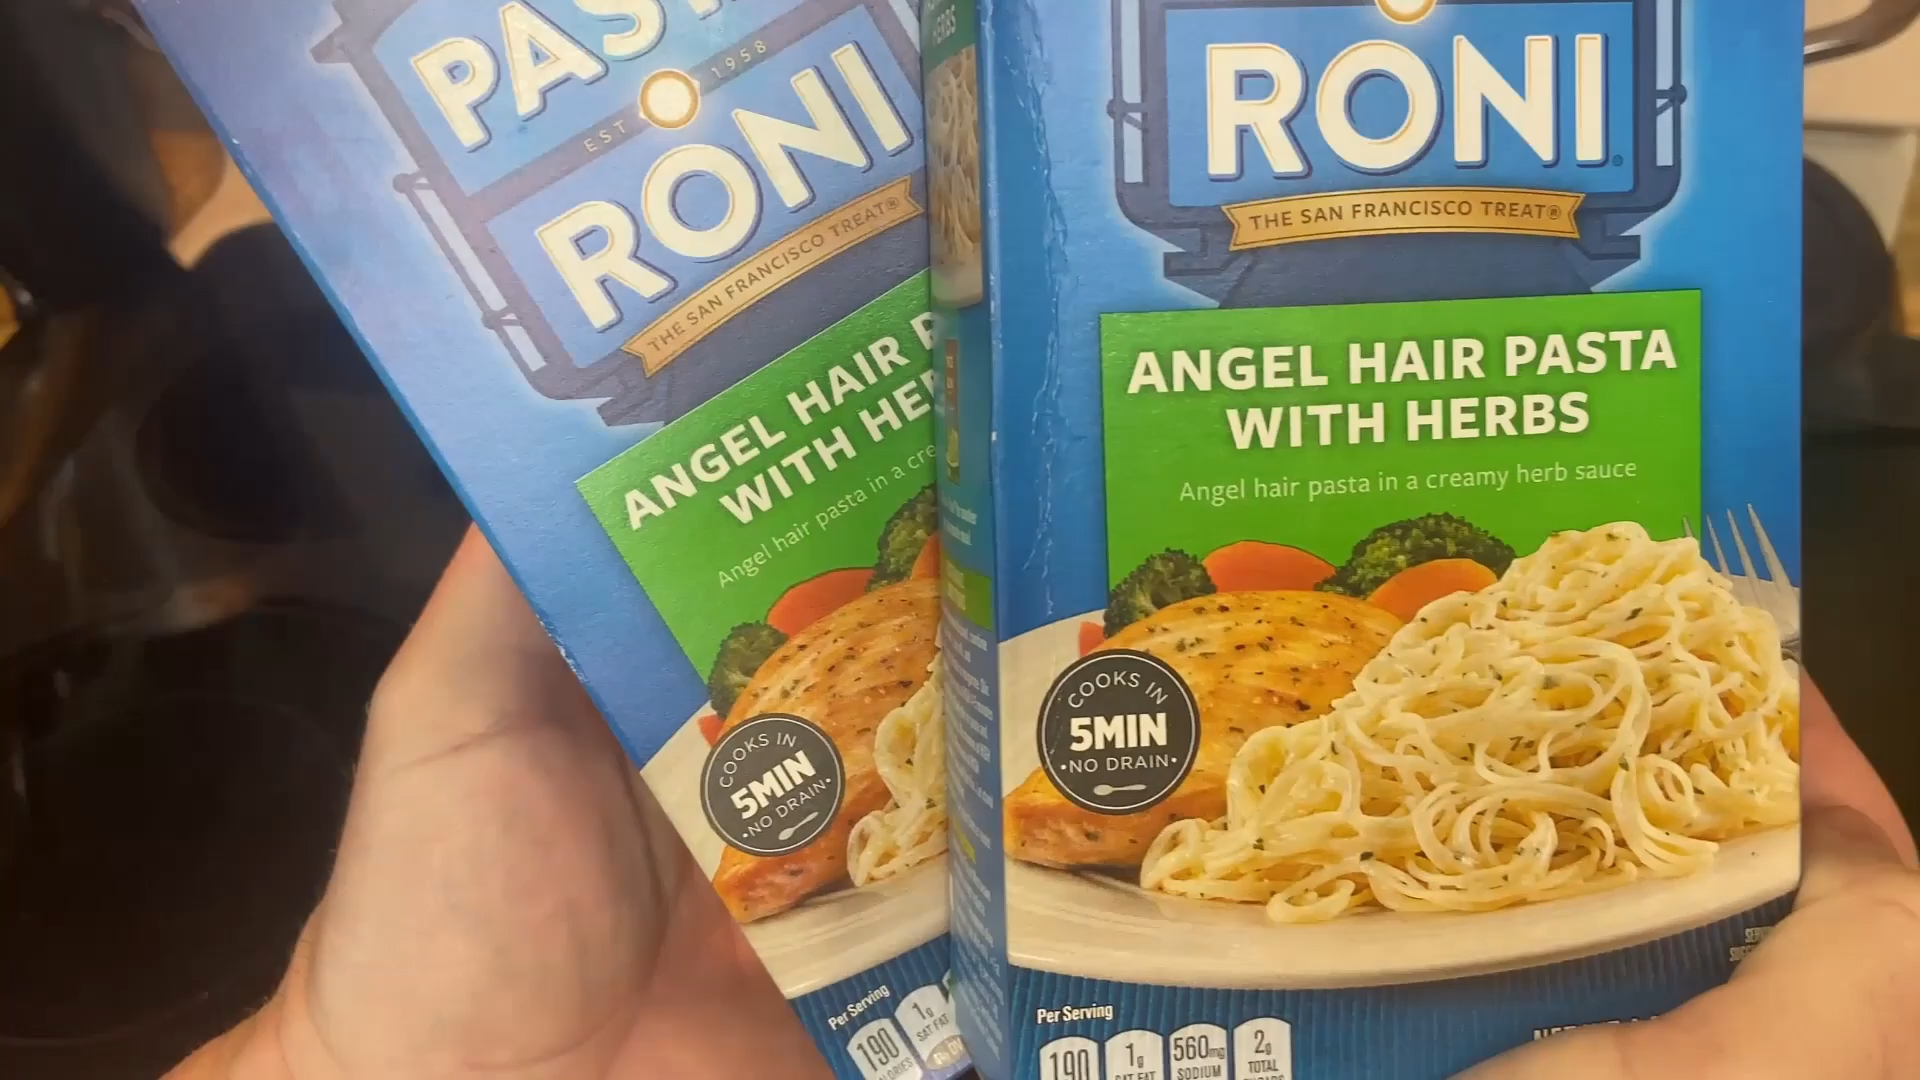 PAST
EST 1958
RONI
THE SAN FRANCISCO TREAT®
ANGEL HAIR P
WITH HER
Angel hair pasta in a cre
COOKS IN
5MIN
•NO DRAIN•
Per Serving
190
CALORIES
1g
SAT FAT
HERBS
RONI®
THE SAN FRANCISCO TREAT®
ANGEL HAIR PASTA
WITH HERBS
Angel hair pasta in a creamy herb sauce
COOKS IN
5MIN
•NO DRAIN•
Per Serving
190
1g
SAT FAT
560mg
SODIUM
2g
TOTAL